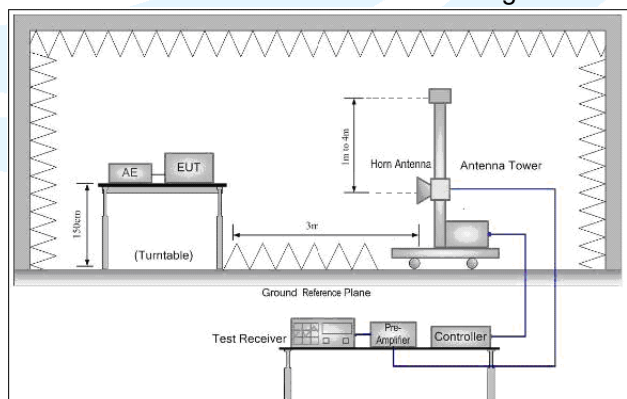 1m to 4m
Horn Antenna
Antenna Tower
AE
EUT
150cm
3m
(Turntable)
Ground Reference Plane
Test Receiver
Pre-
Amplifier
Controller